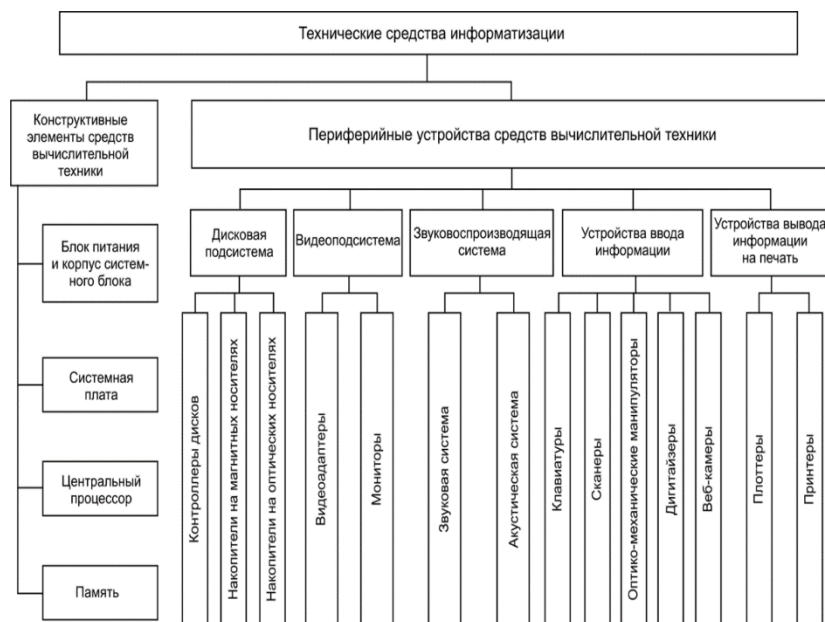 Технические средства информатизации
Конструктивные
элементы средств
вычислительной
техники
Периферийные устройства средств вычислительной техники
Блок питания
и корпус систем-
ного блока
Системная
плата
Центральный
процессор
Память
Дисковая
подсистема
Видеоподсистема
Звуковоспроизводящая
система
Устройства ввода
информации
Устройства вывода
информации
на печать
Контроллеры дисков
Накопители на магнитных носителях
Накопители на оптических носителях
Видеоадаптеры
Мониторы
Звуковая система
Акустическая система
Клавиатуры
Сканеры
Оптико-механические манипуляторы
Дигитайзеры
Веб-камеры
Плоттеры
Принтеры